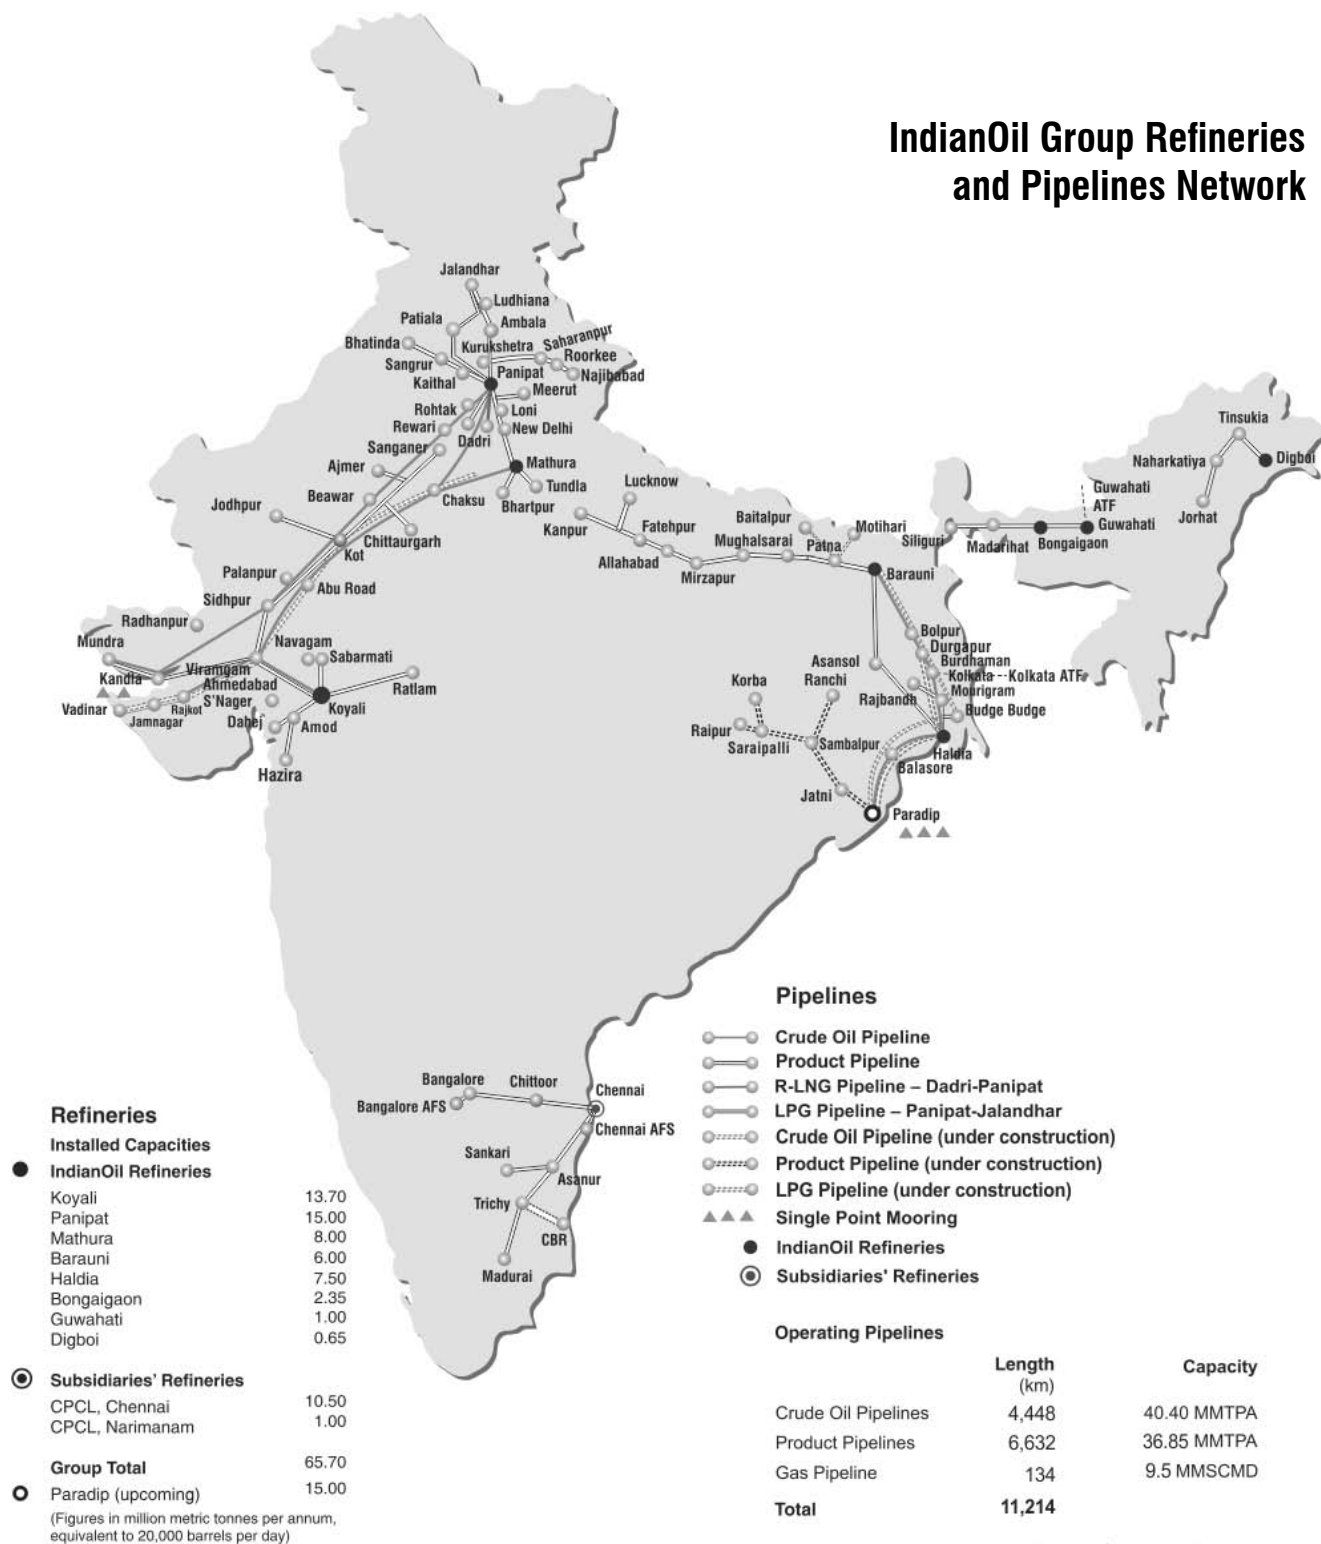 IndianOil Group Refineries
and Pipelines Network
Jalandhar
Ludhiana
Patiala
Ambala
Bhatinda
Kurukshetra
Saharanpur
Sangrur
Roorkee
Kaithal
Panipat
Najibabad
Meerut
Rohtak
Loni
Rewari
Dadri
New Delhi
Sanganer
Ajmer
Mathura
Tundla
Beawar
Chaksu
Bhartpur
Jodhpur
Chittaurgarh
Kot
Palanpur
Abu Road
Sidhpur
Radhanpur
Mundra
Navagam
Sabarmati
Viramgam
Kandla
Ahmedabad
Ratlam
S'Nager
Koyali
Vadinar
Jamnagar
Rajkot
Dahej
Amod
Hazira
Lucknow
Kanpur
Fatehpur
Baitalpur
Motihari
Allahabad
Mughalsarai
Patna
Mirzapur
Barauni
Siliguri
Madarihat
Bongaigaon
Guwahati
ATF
Guwahati
Tinsukia
Naharkatiya
Digboi
Jorhat
Bolpur
Durgapur
Asansol
Burdhaman
Korba
Ranchi
Kolkata
Kolkata ATF
Rajbandh
Mourigram
Budge Budge
Raipur
Saraipalli
Sambalpur
Haldia
Balasore
Jatni
Paradip
Bangalore
Chittoor
Chennai
Bangalore AFS
Chennai AFS
Sankari
Asanur
Trichy
CBR
Madurai
Refineries
Installed Capacities
IndianOil Refineries
Koyali 13.70
Panipat 15.00
Mathura 8.00
Barauni 6.00
Haldia 7.50
Bongaigaon 2.35
Guwahati 1.00
Digboi 0.65
Subsidiaries' Refineries
CPCL, Chennai 10.50
CPCL, Narimanam 1.00
Group Total 65.70
Paradip (upcoming) 15.00
(Figures in million metric tonnes per annum,
equivalent to 20,000 barrels per day)
Pipelines
Crude Oil Pipeline
Product Pipeline
R-LNG Pipeline – Dadri-Panipat
LPG Pipeline – Panipat-Jalandhar
Crude Oil Pipeline (under construction)
Product Pipeline (under construction)
LPG Pipeline (under construction)
Single Point Mooring
IndianOil Refineries
Subsidiaries' Refineries
Operating Pipelines
Length Capacity
(km)
Crude Oil Pipelines 4,448 40.40 MMTPA
Product Pipelines 6,632 36.85 MMTPA
Gas Pipeline 134 9.5 MMSCMD
Total 11,214